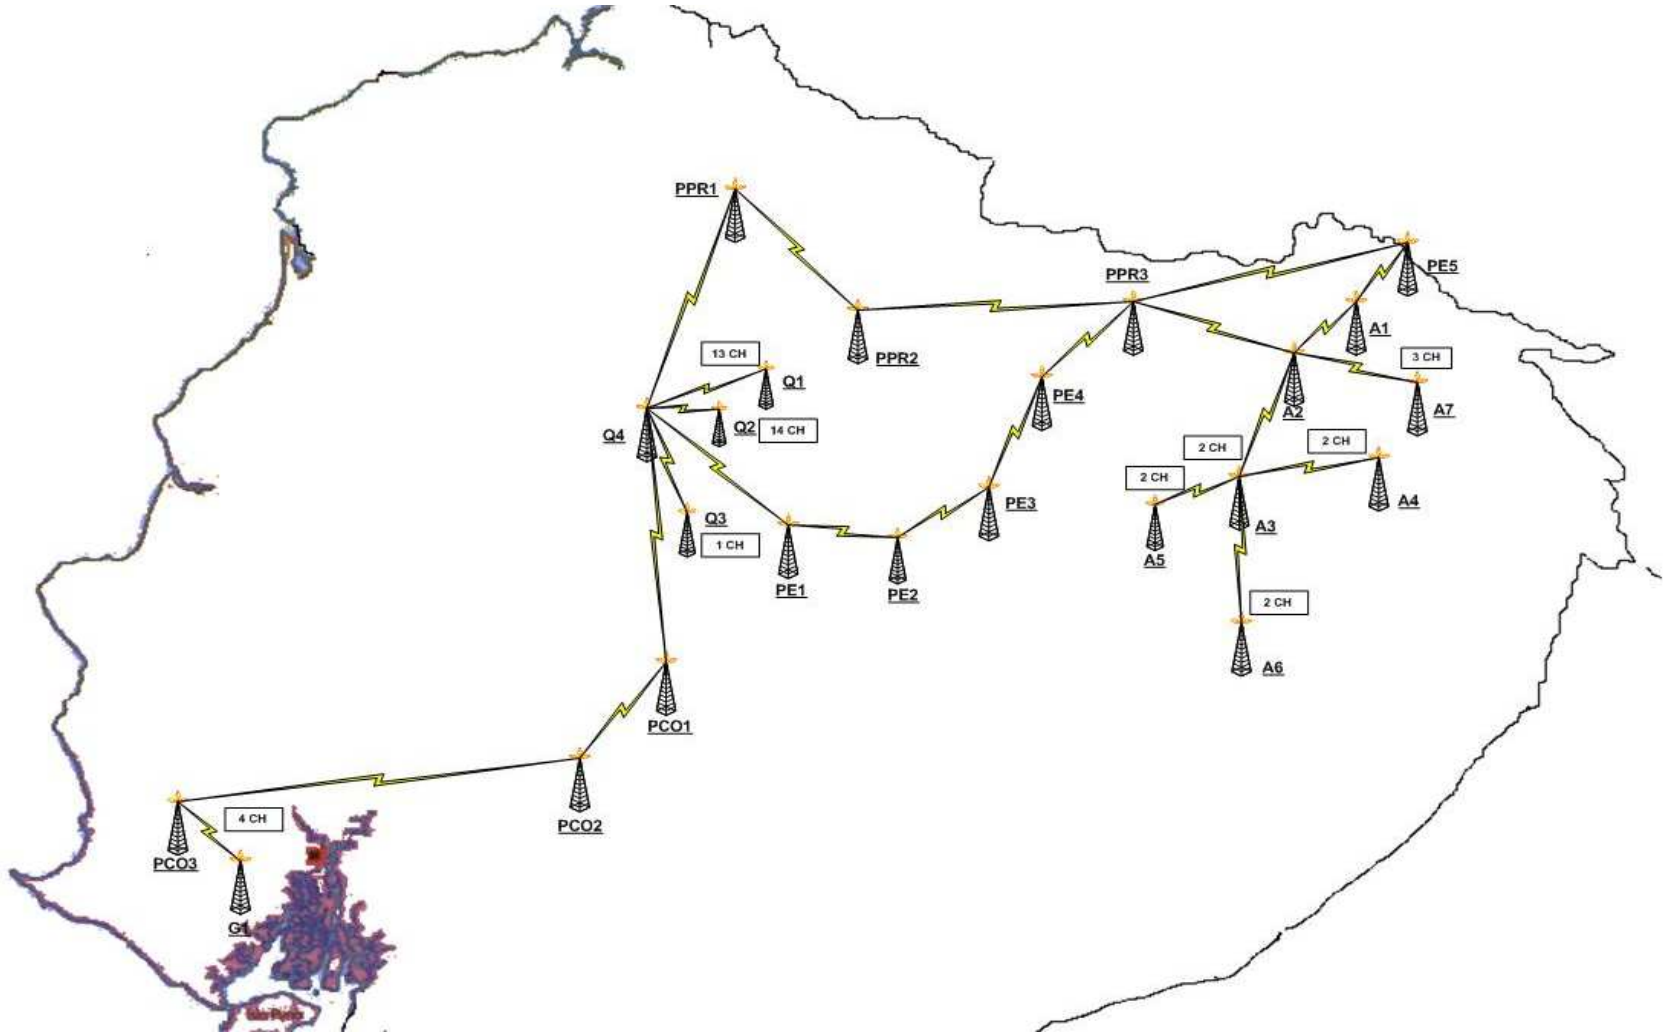 PPR1
PPR3
PE5
A1
PPR2
13 CH
Q1
3 CH
PE4
A7
A2
Q4
Q2
14 CH
2 CH
2 CH
2 CH
A4
PE3
Q3
A3
1 CH
A5
PE1
PE2
2 CH
A6
PCO1
4 CH
PCO2
PCO3
G1